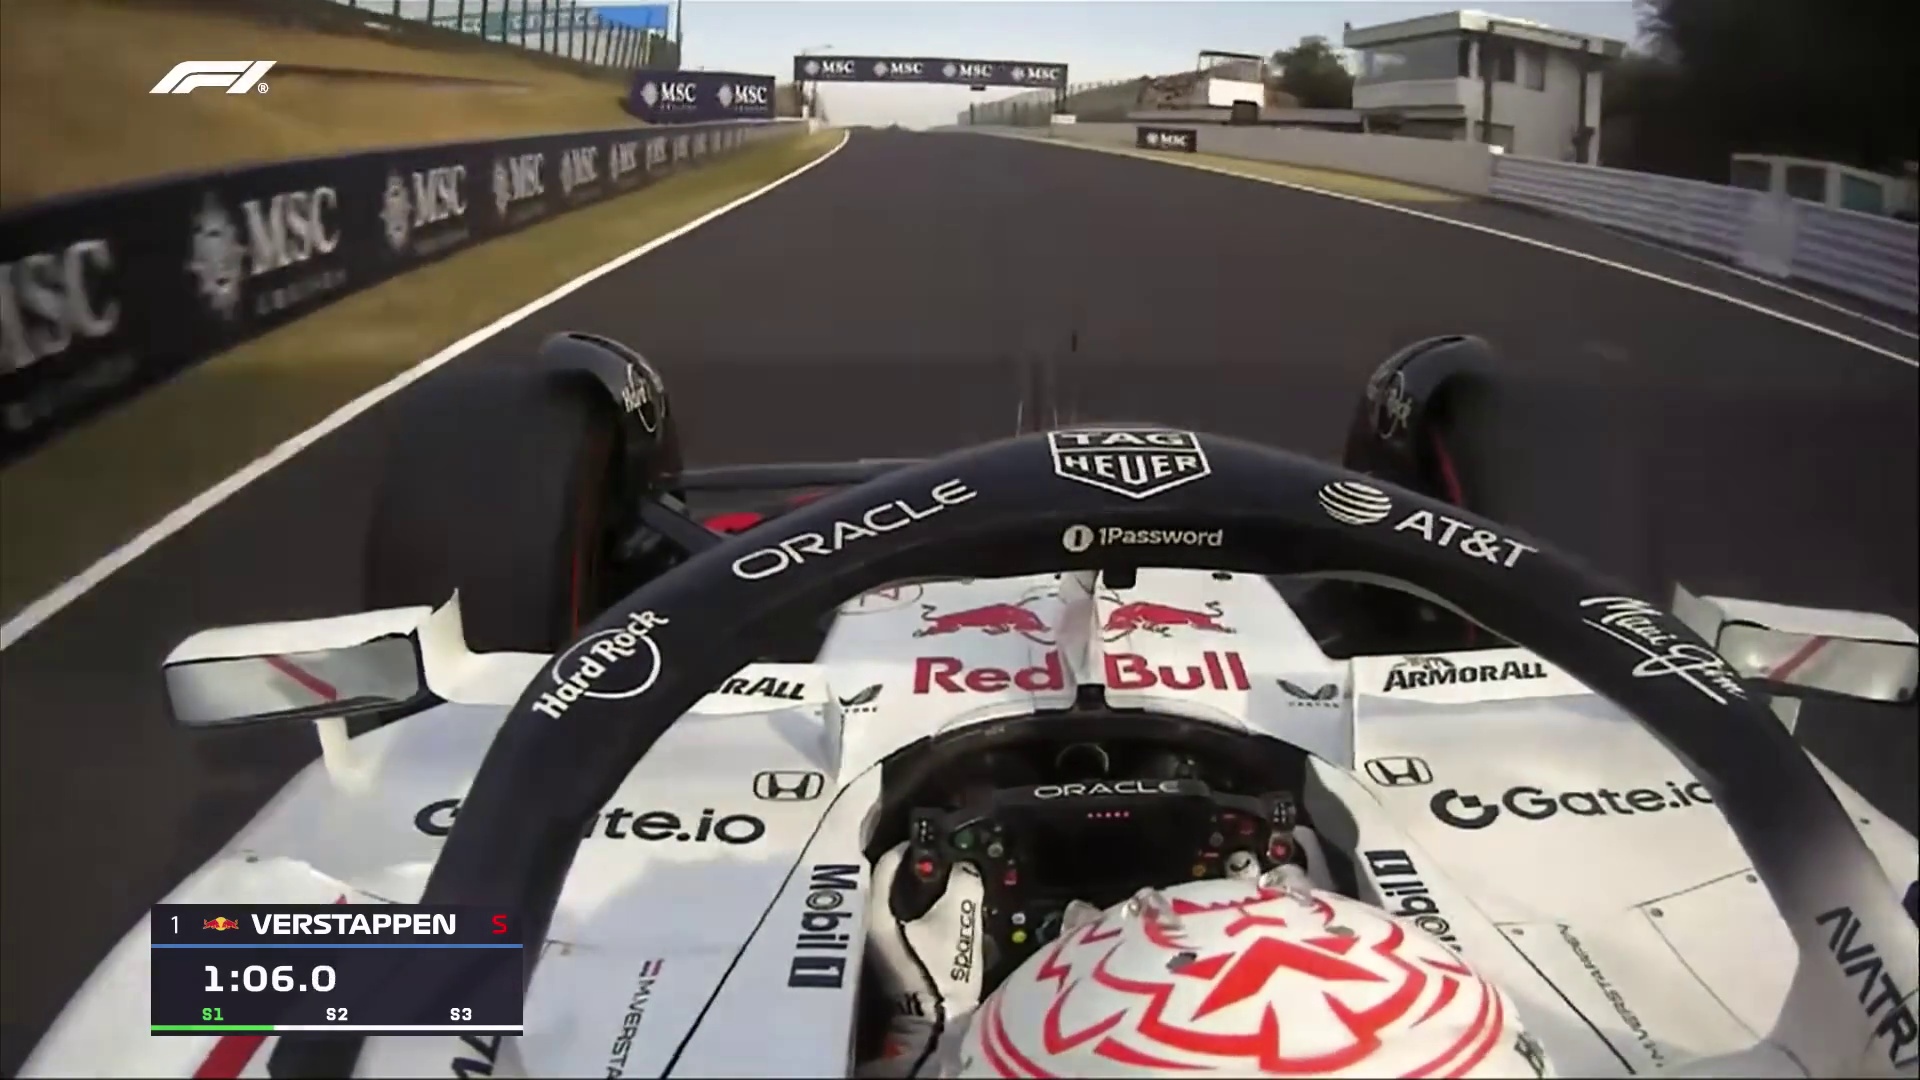 F1
MSC MSC MSC MSC
MSC MSC
MSC
MSC MSC MSC MSC MSC MSC
TAG
HEUER
ORACLE
AT&T
1Password
Hard Rock
Red Bull
ARMORALL
ORACLE
Gate.io
Mobil 1
Mobil 1
sparco
M.VERSTAPPEN
1 VERSTAPPEN S
1:06.0
S1 S2 S3